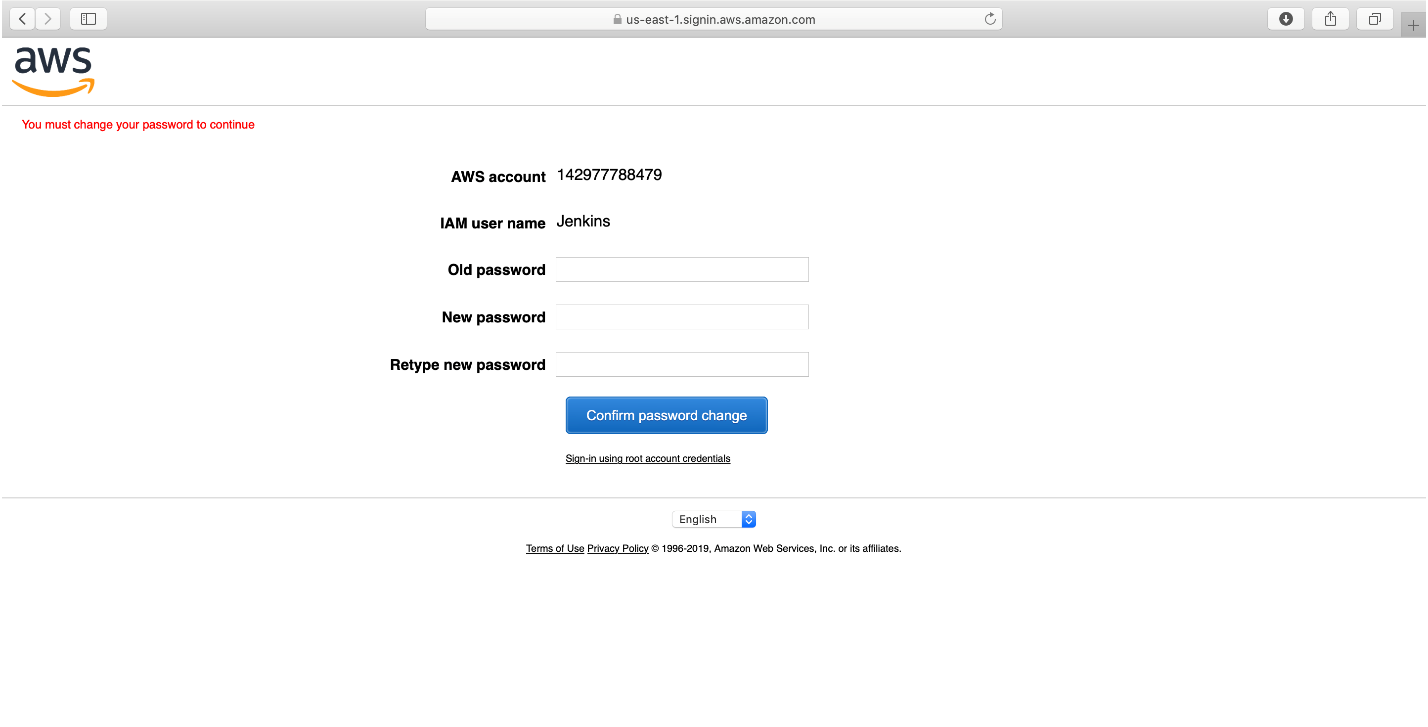 us-east-1.signin.aws.amazon.com
aws
You must change your password to continue
AWS account 142977788479
IAM user name Jenkins
Old password
New password
Retype new password
Confirm password change
Sign-in using root account credentials
English
Terms of Use Privacy Policy © 1996-2019, Amazon Web Services, Inc. or its affiliates.